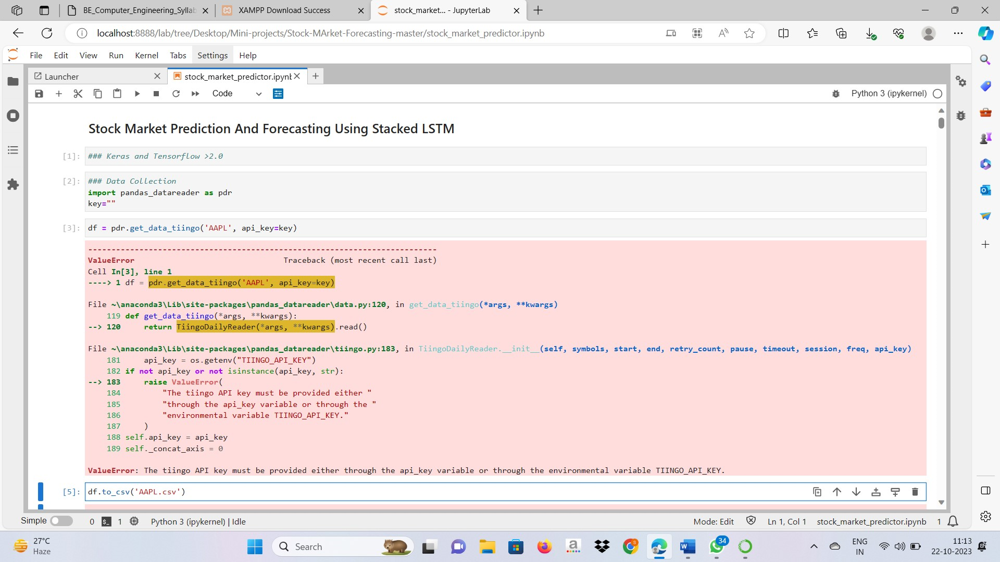 BE_Computer_Engineering_Syllab
XAMPP Download Success
stock_market... - JupyterLab
localhost:8888/lab/tree/Desktop/Mini-projects/Stock-MArket-Forecasting-master/stock_market_predictor.ipynb
File Edit View Run Kernel Tabs Settings Help
Launcher
stock_market_predictor.ipynb
Code
Python 3 (ipykernel)
Stock Market Prediction And Forecasting Using Stacked LSTM
[1]: ### Keras and Tensorflow >2.0
[2]: ### Data Collection
import pandas_datareader as pdr
key=""
[3]: df = pdr.get_data_tiingo('AAPL', api_key=key)
---------------------------------------------------------------------------
ValueError Traceback (most recent call last)
Cell In[3], line 1
----> 1 df = pdr.get_data_tiingo('AAPL', api_key=key)
File ~\anaconda3\Lib\site-packages\pandas_datareader\data.py:120, in get_data_tiingo(*args, **kwargs)
119 def get_data_tiingo(*args, **kwargs):
--> 120 return TiingoDailyReader(*args, **kwargs).read()
File ~\anaconda3\Lib\site-packages\pandas_datareader\tiingo.py:183, in TiingoDailyReader.__init__(self, symbols, start, end, retry_count, pause, timeout, session, freq, api_key)
181 api_key = os.getenv("TIINGO_API_KEY")
182 if not api_key or not isinstance(api_key, str):
--> 183 raise ValueError(
184 "The tiingo API key must be provided either "
185 "through the api_key variable or through the "
186 "environmental variable TIINGO_API_KEY."
187 )
188 self.api_key = api_key
189 self._concat_axis = 0
ValueError: The tiingo API key must be provided either through the api_key variable or through the environmental variable TIINGO_API_KEY.
[5]: df.to_csv('AAPL.csv')
Simple 0 1 Python 3 (ipykernel) | Idle
Mode: Edit Ln 1, Col 1 stock_market_predictor.ipynb 1
27°C
Haze
Search
34
ENG
IN
11:13
22-10-2023